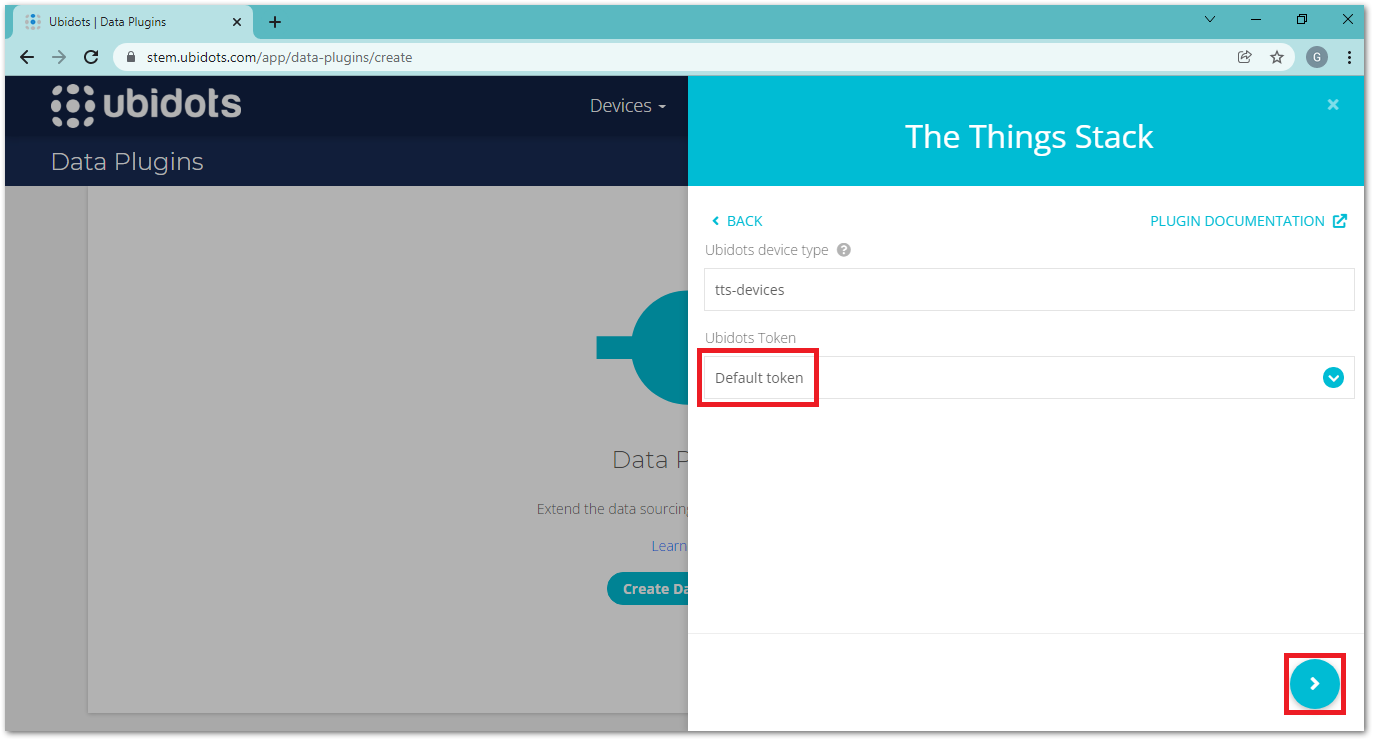 Ubidots | Data Plugins
stem.ubidots.com/app/data-plugins/create
G
ubidots
Devices
Data Plugins
Data P
Extend the data sourcing
Learn
Create Da
The Things Stack
BACK
PLUGIN DOCUMENTATION
Ubidots device type ?
tts-devices
Ubidots Token
Default token